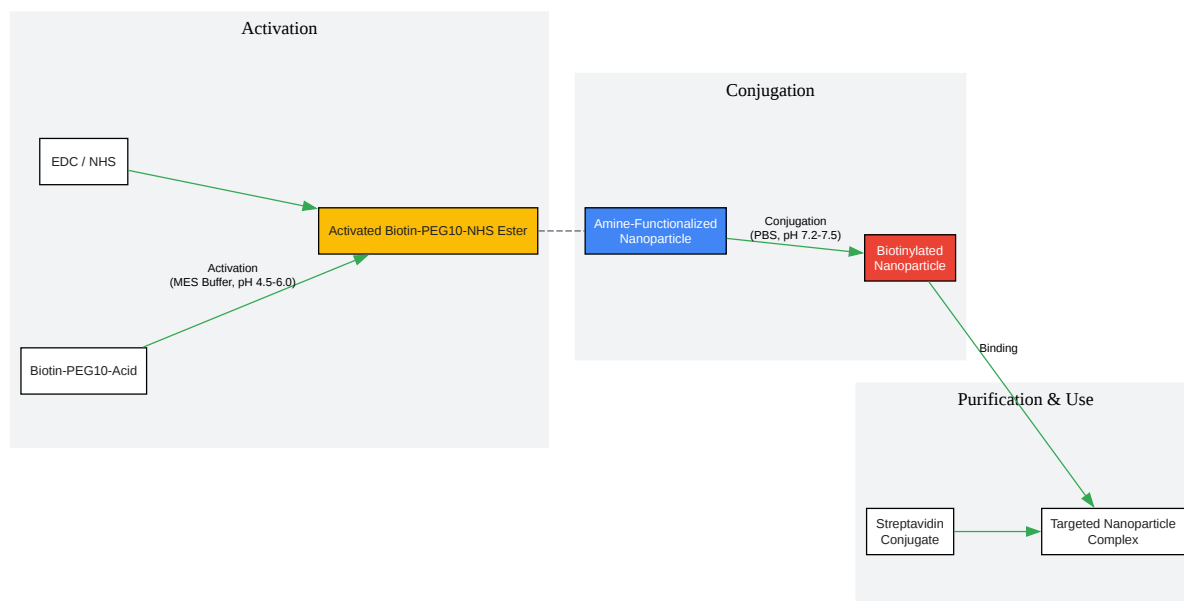 Activation
EDC / NHS
Activated Biotin-PEG10-NHS Ester
Activation
(MES Buffer, pH 4.5-6.0)
Biotin-PEG10-Acid
Conjugation
Amine-Functionalized
Nanoparticle
Conjugation
(PBS, pH 7.2-7.5)
Biotinylated
Nanoparticle
Binding
Purification & Use
Streptavidin
Conjugate
Targeted Nanoparticle
Complex